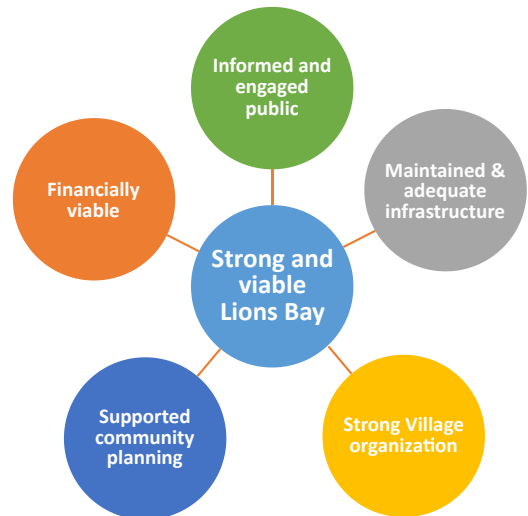 Informed and
engaged
public
Financially
viable
Maintained &
adequate
infrastructure
Strong and
viable
Lions Bay
Supported
community
planning
Strong Village
organization